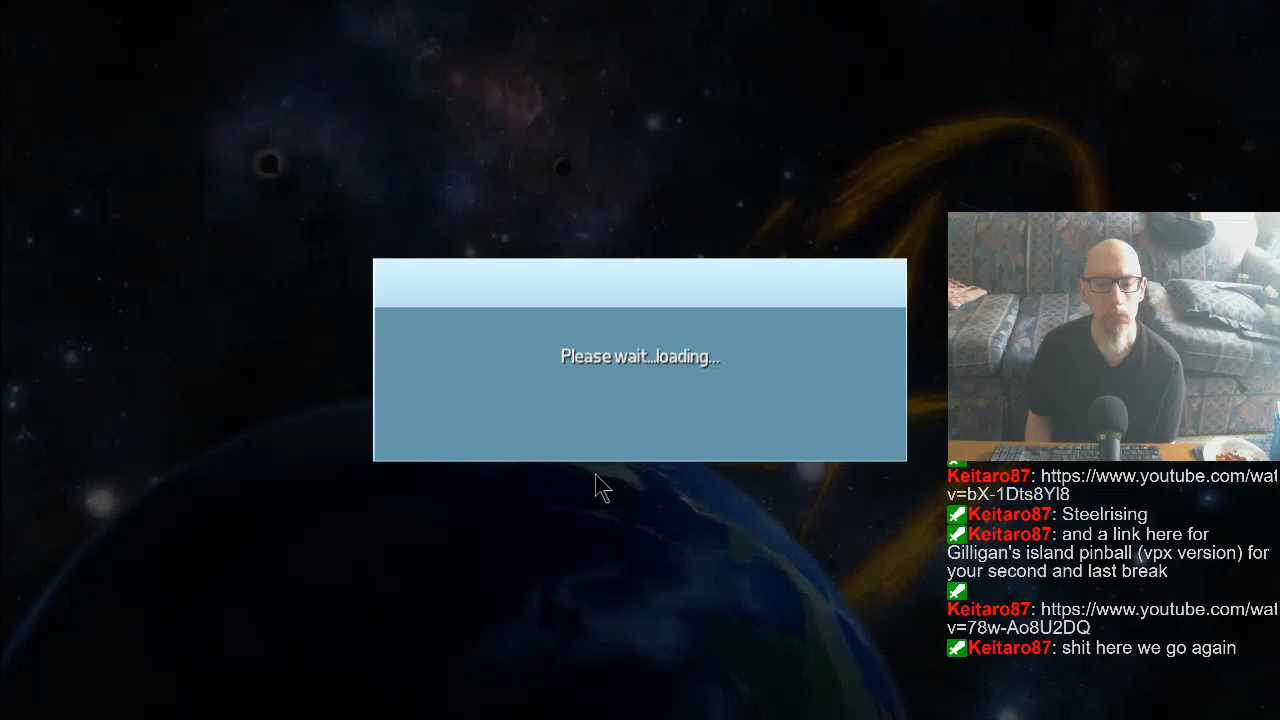 Please wait...loading...
Keitaro87: https://www.youtube.com/wat
v=bX-1Dts8Yl8
Keitaro87: Steelrising
Keitaro87: and a link here for
Gilligan's island pinball (vpx version) for
your second and last break
Keitaro87: https://www.youtube.com/wat
v=78w-Ao8U2DQ
Keitaro87: shit here we go again